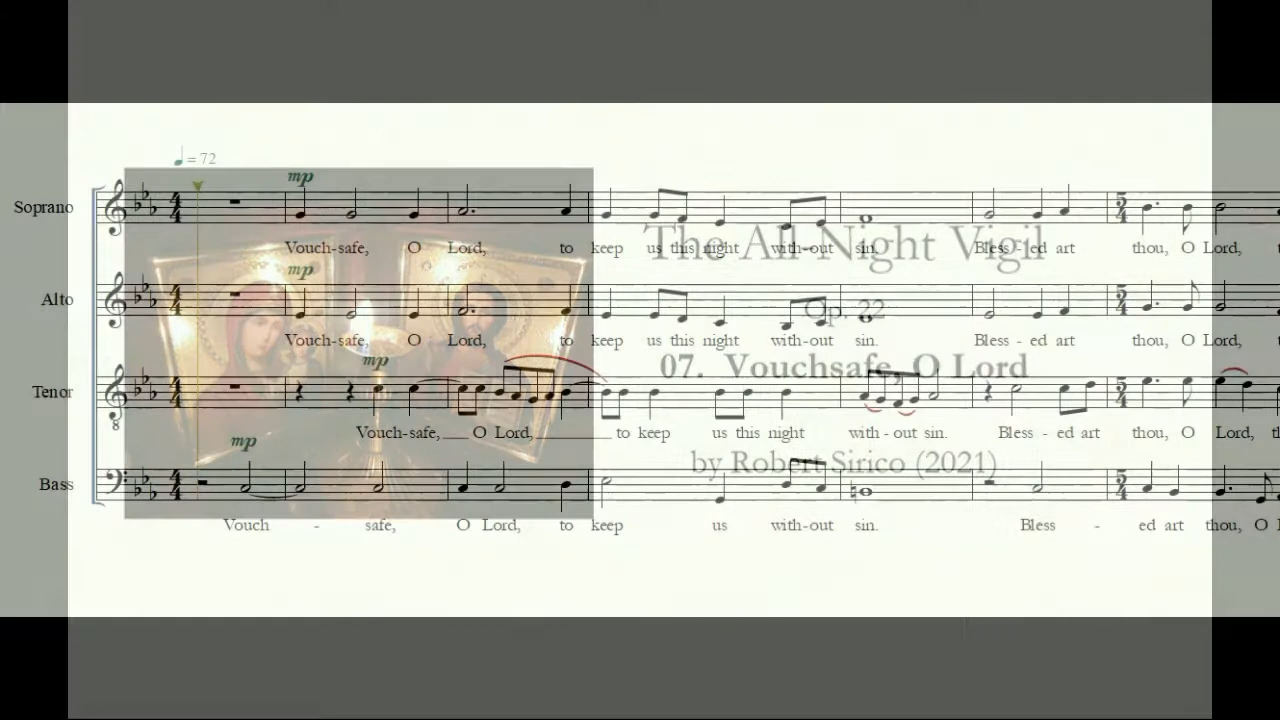 ♩ = 72
mp
Soprano
Vouch-safe, O Lord, to keep us this night with-out sin. Bless - ed art thou, O Lord,
The All-Night Vigil
mp
Alto
Op. 22
Vouch-safe, O Lord, to keep us this night with-out sin. Bless - ed art thou, O Lord,
mp
07. Vouchsafe, O Lord
Tenor
Vouch-safe, O Lord, to keep us this night with - out sin. Bless - ed art thou, O Lord,
mp
by Robert Sirico (2021)
Bass
Vouch - safe, O Lord, to keep us with-out sin. Bless - ed art thou, O